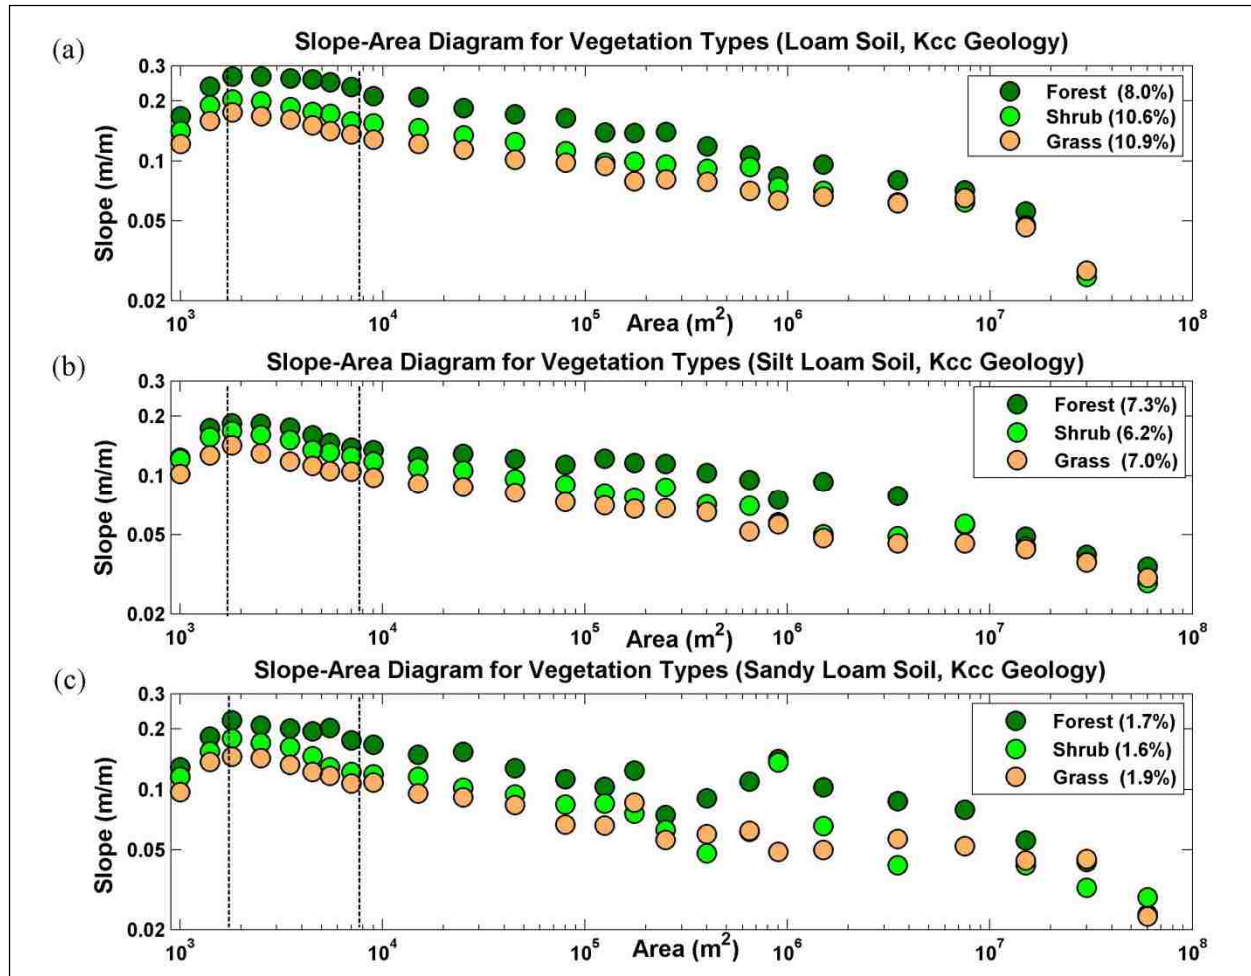 (a)
Slope-Area Diagram for Vegetation Types (Loam Soil, Kcc Geology)
Slope (m/m)
0.3
0.2
0.1
0.05
0.02
Forest (8.0%)
Shrub (10.6%)
Grass (10.9%)
10³ 10⁴ 10⁵ 10⁶ 10⁷ 10⁸
Area (m²)
(b)
Slope-Area Diagram for Vegetation Types (Silt Loam Soil, Kcc Geology)
Slope (m/m)
0.3
0.2
0.1
0.05
0.02
Forest (7.3%)
Shrub (6.2%)
Grass (7.0%)
10³ 10⁴ 10⁵ 10⁶ 10⁷ 10⁸
Area (m²)
(c)
Slope-Area Diagram for Vegetation Types (Sandy Loam Soil, Kcc Geology)
Slope (m/m)
0.3
0.2
0.1
0.05
0.02
Forest (1.7%)
Shrub (1.6%)
Grass (1.9%)
10³ 10⁴ 10⁵ 10⁶ 10⁷ 10⁸
Area (m²)